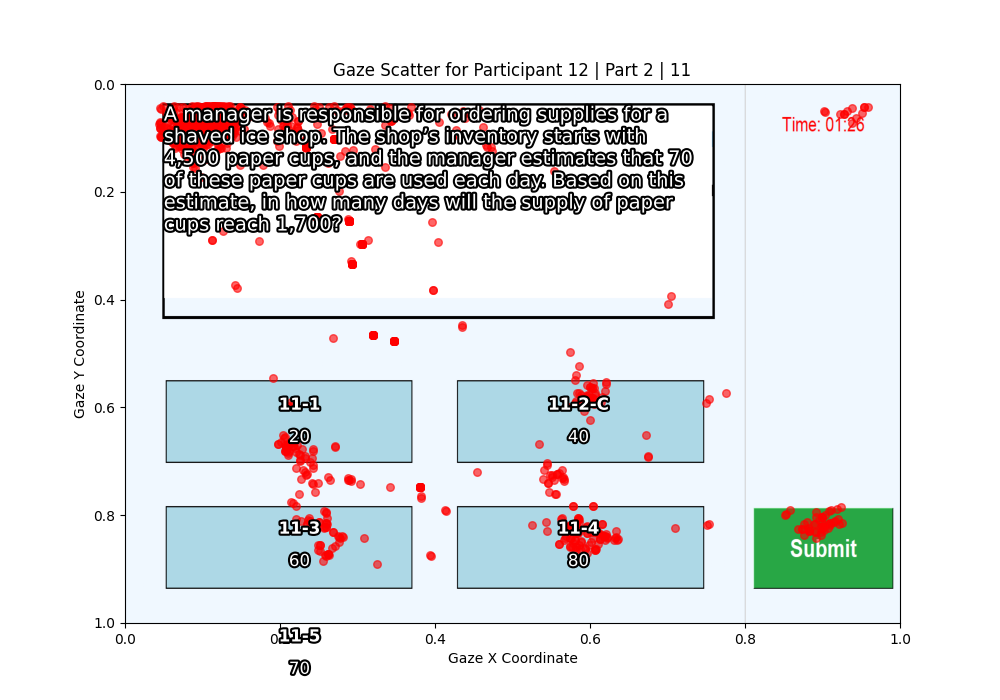 Gaze Scatter for Participant 12 | Part 2 | 11
A manager is responsible for ordering supplies for a
shaved ice shop. The shop's inventory starts with
4,500 paper cups, and the manager estimates that 70
of these paper cups are used each day. Based on this
estimate, in how many days will the supply of paper
cups reach 1,700?
Time: 01:26
11-1
20
11-2-C
40
11-3
60
11-4
80
11-5
70
Submit
Gaze Y Coordinate
0.0
0.2
0.4
0.6
0.8
1.0
0.0
0.2
0.4
0.6
0.8
1.0
Gaze X Coordinate